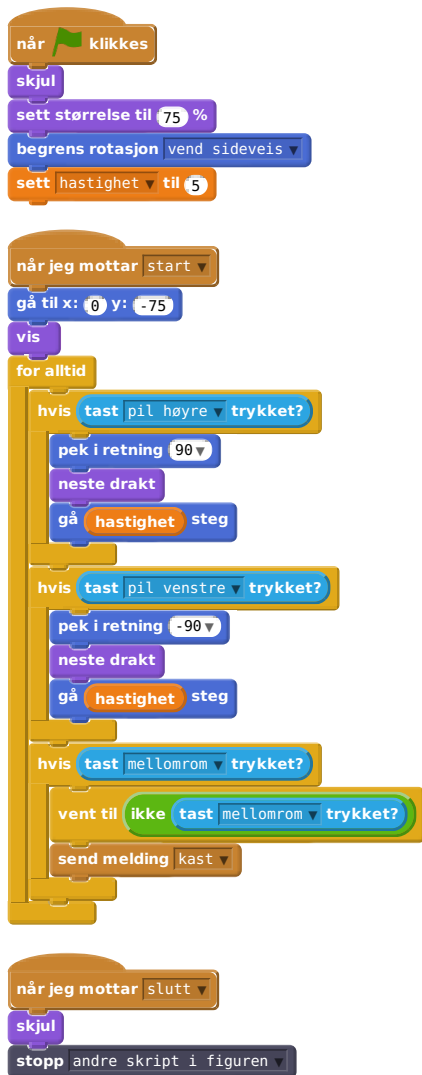 når klikkes
skjul
sett størrelse til 75 %
begrens rotasjon vend sideveis
sett hastighet til 5
når jeg mottar start
gå til x: 0 y: -75
vis
for alltid
hvis tast pil høyre trykket?
pek i retning 90
neste drakt
gå hastighet steg
hvis tast pil venstre trykket?
pek i retning -90
neste drakt
gå hastighet steg
hvis tast mellomrom trykket?
vent til ikke tast mellomrom trykket?
send melding kast
når jeg mottar slutt
skjul
stopp andre skript i figuren